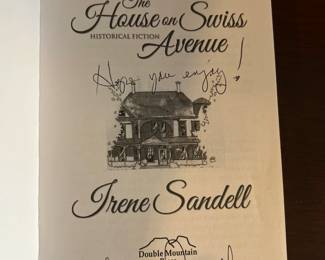 The
House on Swiss
HISTORICAL FICTION
Avenue
Hope you enjoy!
Irene Sandell
Double Mountain